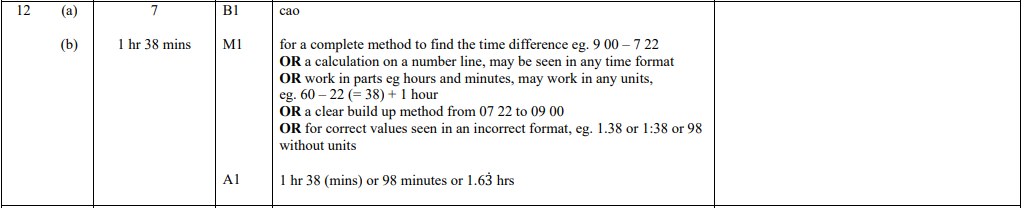 12 (a) 7 B1 cao
(b) 1 hr 38 mins M1 for a complete method to find the time difference eg. 9 00 – 7 22
OR a calculation on a number line, may be seen in any time format
OR work in parts eg hours and minutes, may work in any units,
eg. 60 – 22 (= 38) + 1 hour
OR a clear build up method from 07 22 to 09 00
OR for correct values seen in an incorrect format, eg. 1.38 or 1:38 or 98
without units
A1 1 hr 38 (mins) or 98 minutes or 1.63̇ hrs